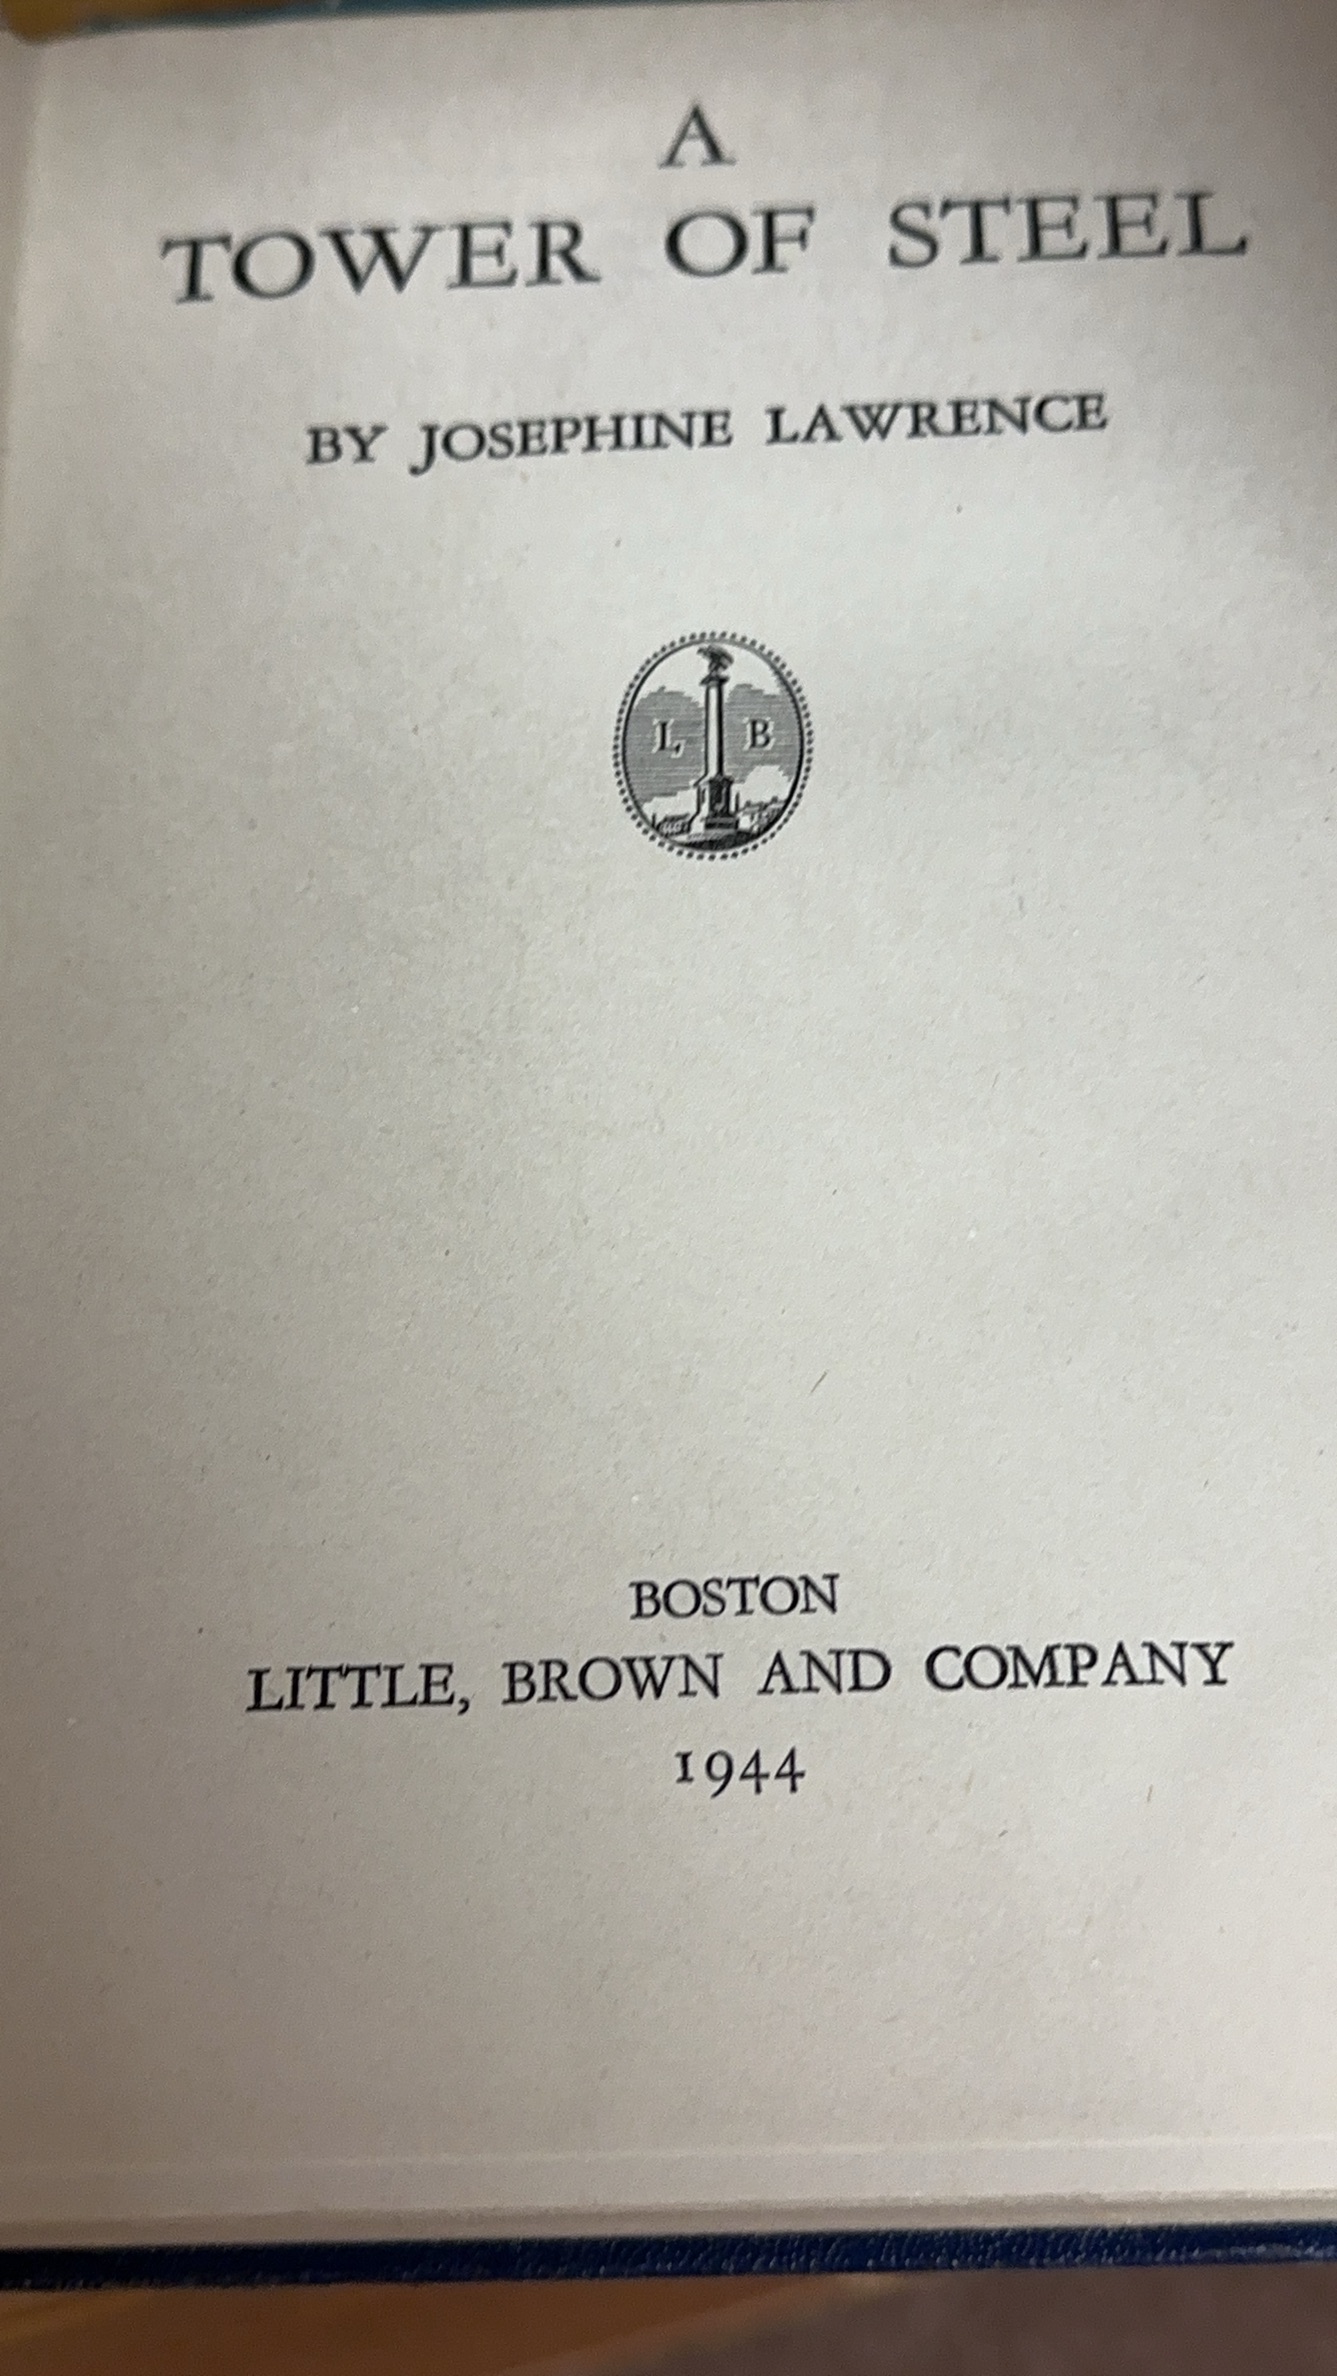 A
TOWER OF STEEL
BY JOSEPHINE LAWRENCE
L B
BOSTON
LITTLE, BROWN AND COMPANY
1944